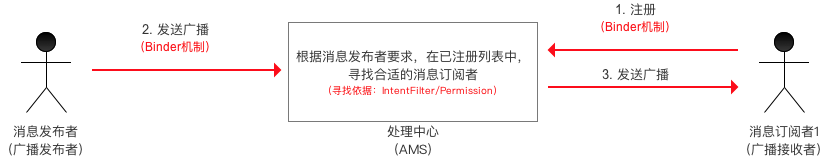 2. 发送广播
(Binder机制)
消息发布者
(广播发布者)
根据消息发布者要求，在已注册列表中，
寻找合适的消息订阅者
(寻找依据：IntentFilter/Permission)
处理中心
(AMS)
1. 注册
(Binder机制)
3. 发送广播
消息订阅者1
(广播接收者)